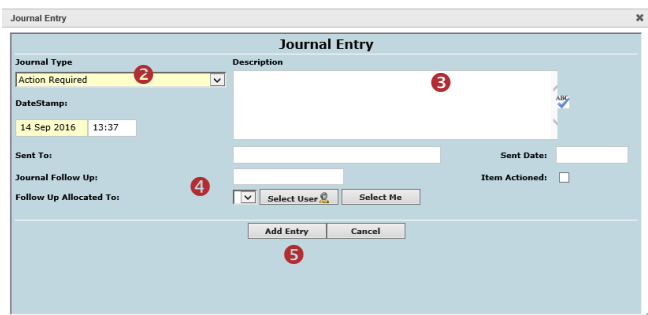 Journal Entry
Journal Entry
Journal Type Description
Action Required 2 3
ABC
DateStamp:
14 Sep 2016 13:37
Sent To: Sent Date:
Journal Follow Up: Item Actioned:
4
Follow Up Allocated To: Select User Select Me
Add Entry Cancel
5